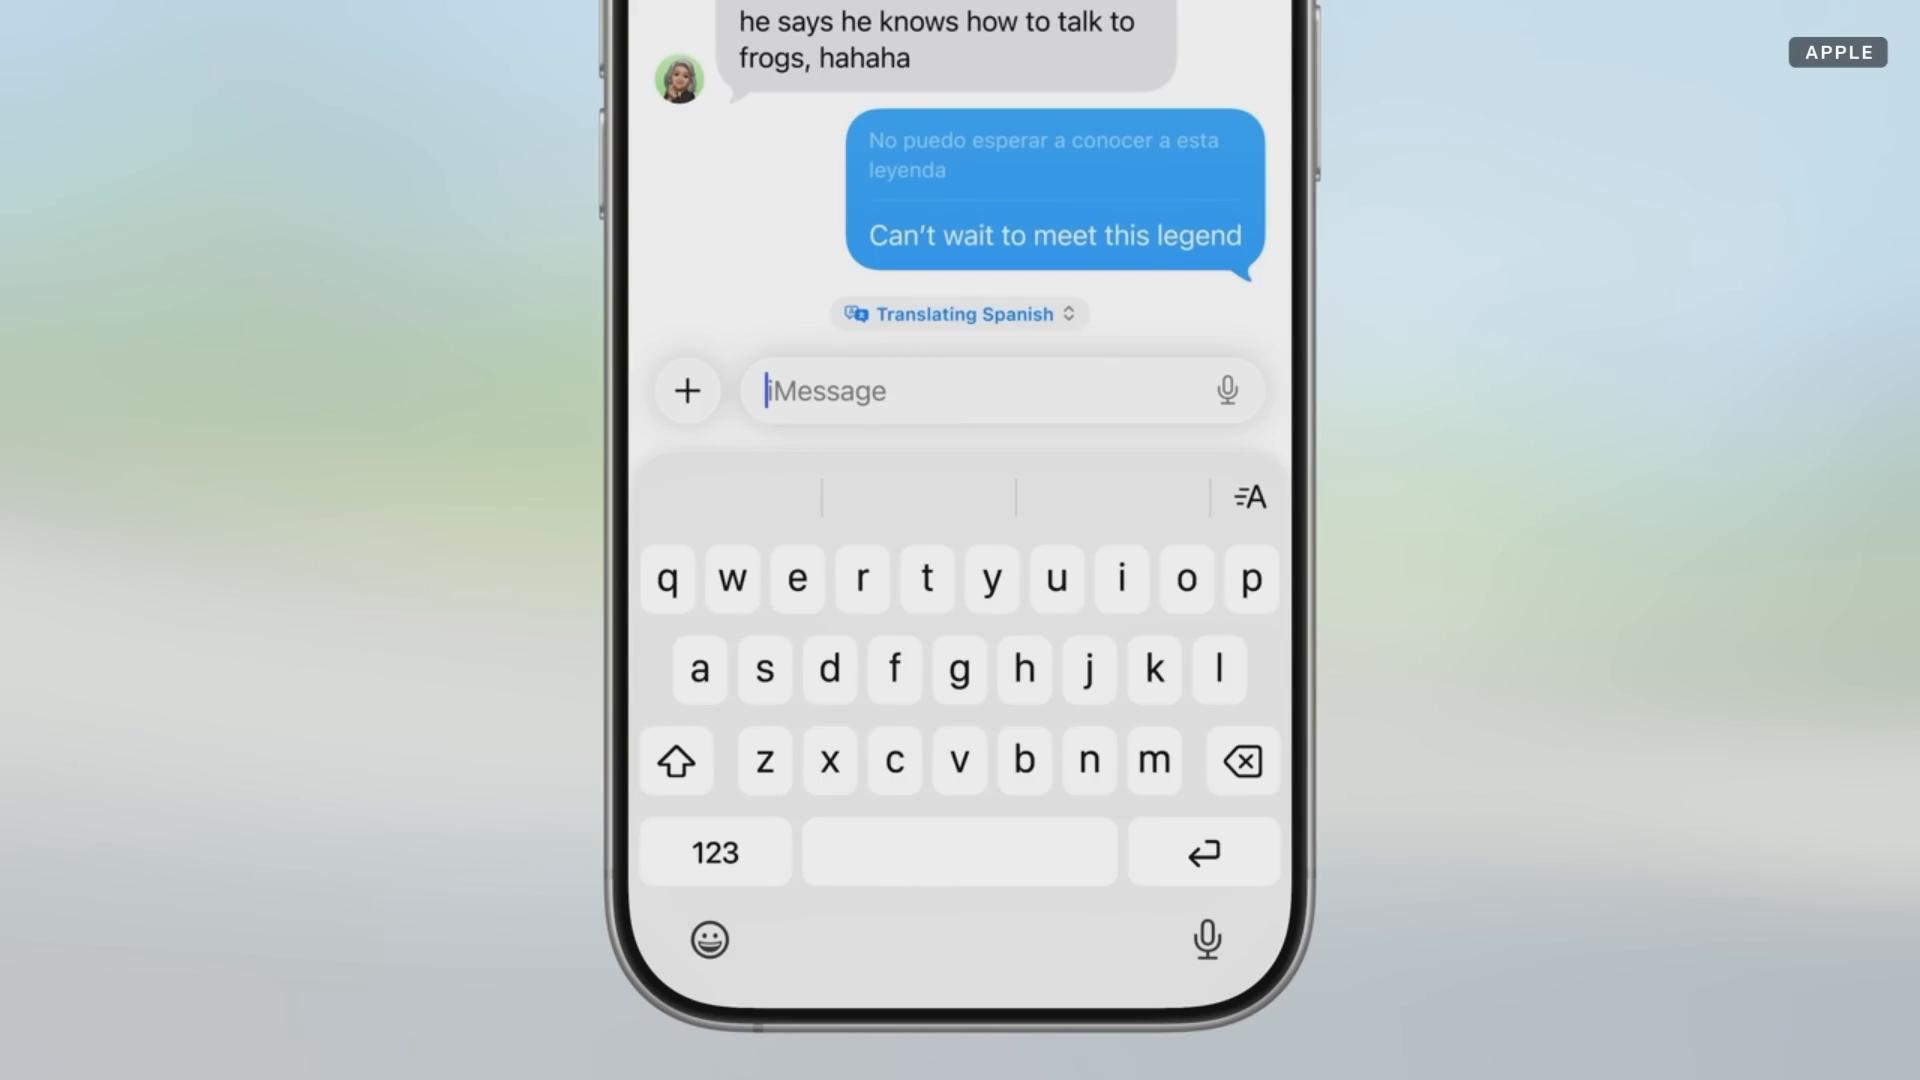 he says he knows how to talk to
frogs, hahaha
APPLE
No puedo esperar a conocer a esta
leyenda
Can’t wait to meet this legend
Translating Spanish
iMessage
A
q w e r t y u i o p
a s d f g h j k l
z x c v b n m
123